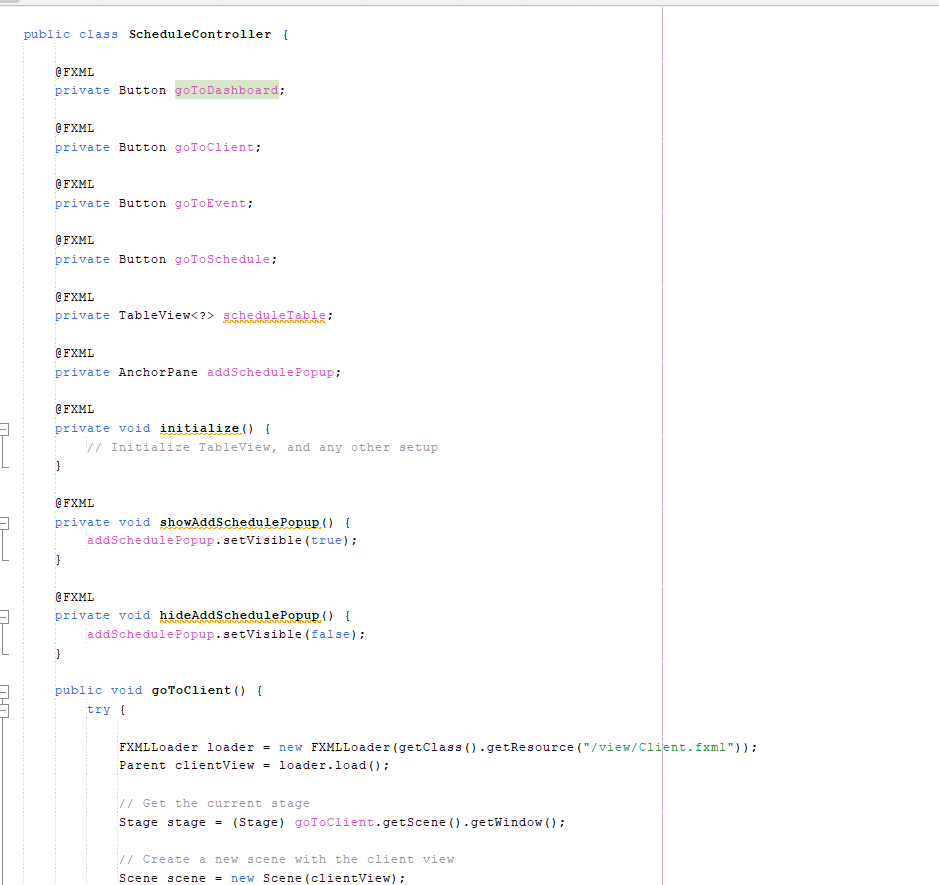 public class ScheduleController {
@FXML
private Button goToDashboard;
@FXML
private Button goToClient;
@FXML
private Button goToEvent;
@FXML
private Button goToSchedule;
@FXML
private TableView<?> scheduleTable;
@FXML
private AnchorPane addSchedulePopup;
@FXML
private void initialize() {
// Initialize TableView, and any other setup
}
@FXML
private void showAddSchedulePopup() {
addSchedulePopup.setVisible(true);
}
@FXML
private void hideAddSchedulePopup() {
addSchedulePopup.setVisible(false);
}
public void goToClient() {
try {
FXMLLoader loader = new FXMLLoader(getClass().getResource("/view/Client.fxml"));
Parent clientView = loader.load();
// Get the current stage
Stage stage = (Stage) goToClient.getScene().getWindow();
// Create a new scene with the client view
Scene scene = new Scene(clientView);